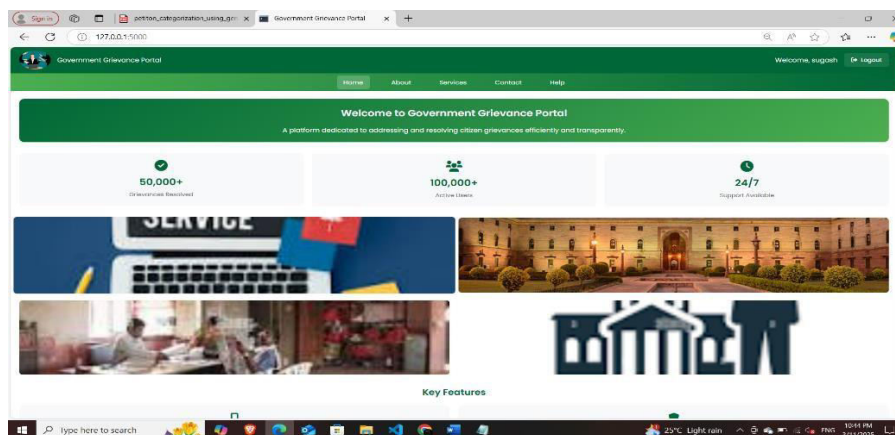 Sign in
petiton_categorization_using_ger
Government Grievance Portal
127.0.0.1:5000
Government Grievance Portal
Welcome, sugash
Logout
Home About Services Contact Help
Welcome to Government Grievance Portal
A platform dedicated to addressing and resolving citizen grievances efficiently and transparently.
50,000+
Grievances Resolved
100,000+
Active Users
24/7
Support Available
SERVICE
Key Features
Type here to search
25°C Light rain
ENG
10:44 PM